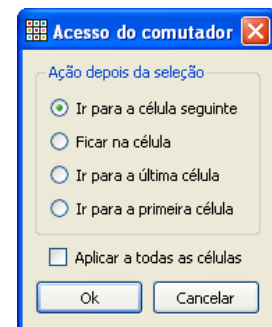 Acesso do comutador
Ação depois da seleção
Ir para a célula seguinte
Ficar na célula
Ir para a última célula
Ir para a primeira célula
Aplicar a todas as células
Ok
Cancelar